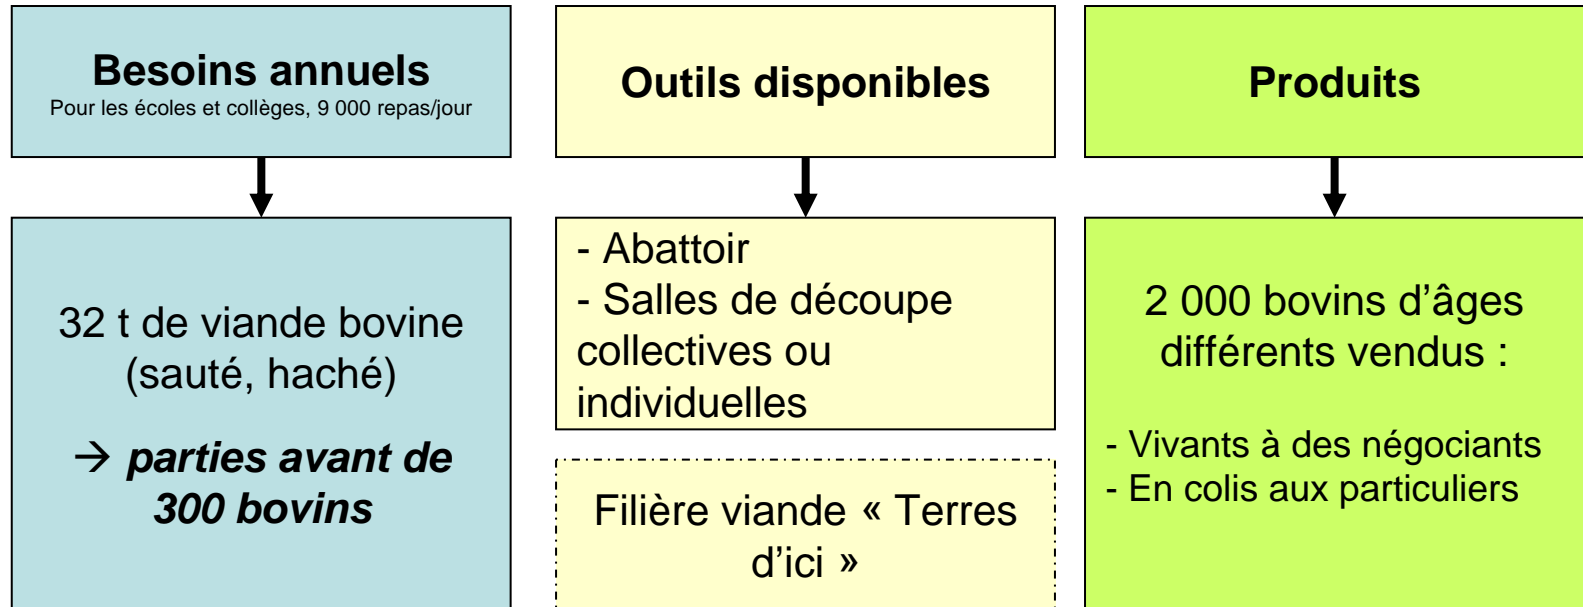 Besoins annuels
Pour les écoles et collèges, 9 000 repas/jour
32 t de viande bovine
(sauté, haché)
→ parties avant de
300 bovins
Outils disponibles
- Abattoir
- Salles de découpe
collectives ou
individuelles
Filière viande « Terres
d’ici »
Produits
2 000 bovins d’âges
différents vendus :
- Vivants à des négociants
- En colis aux particuliers